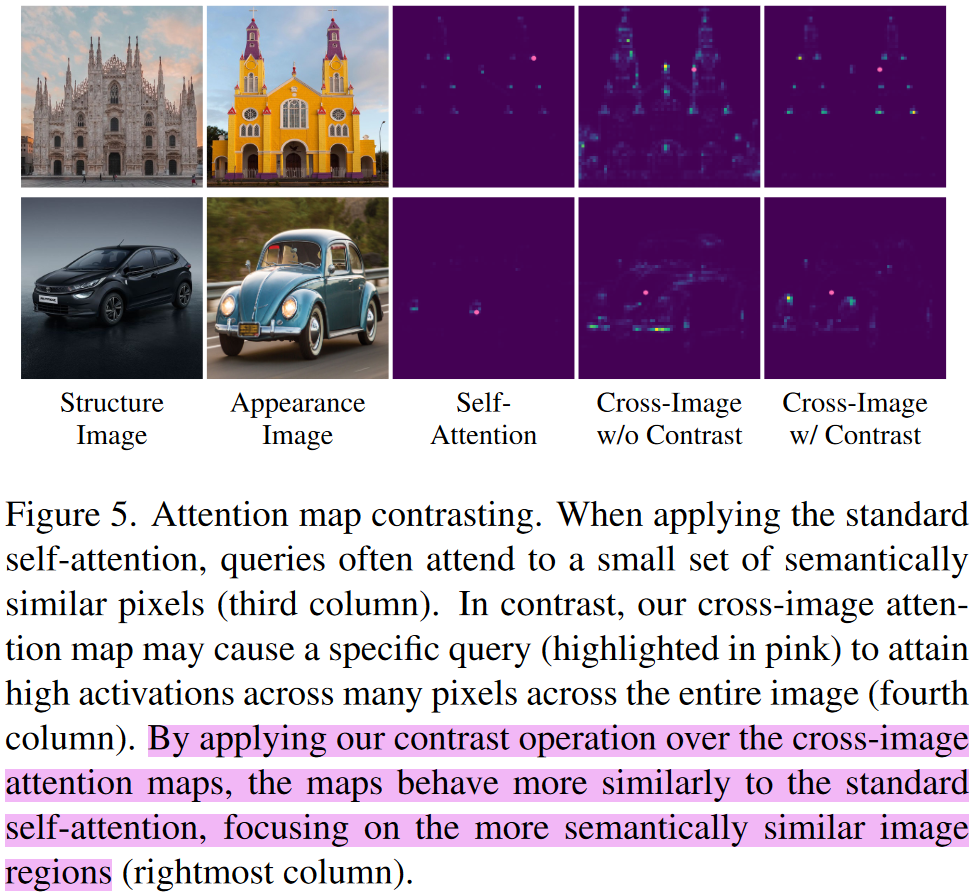 Structure
Image
Appearance
Image
Self-
Attention
Cross-Image
w/o Contrast
Cross-Image
w/ Contrast
Figure 5. Attention map contrasting. When applying the standard
self-attention, queries often attend to a small set of semantically
similar pixels (third column). In contrast, our cross-image atten-
tion map may cause a specific query (highlighted in pink) to attain
high activations across many pixels across the entire image (fourth
column). By applying our contrast operation over the cross-image
attention maps, the maps behave more similarly to the standard
self-attention, focusing on the more semantically similar image
regions (rightmost column).